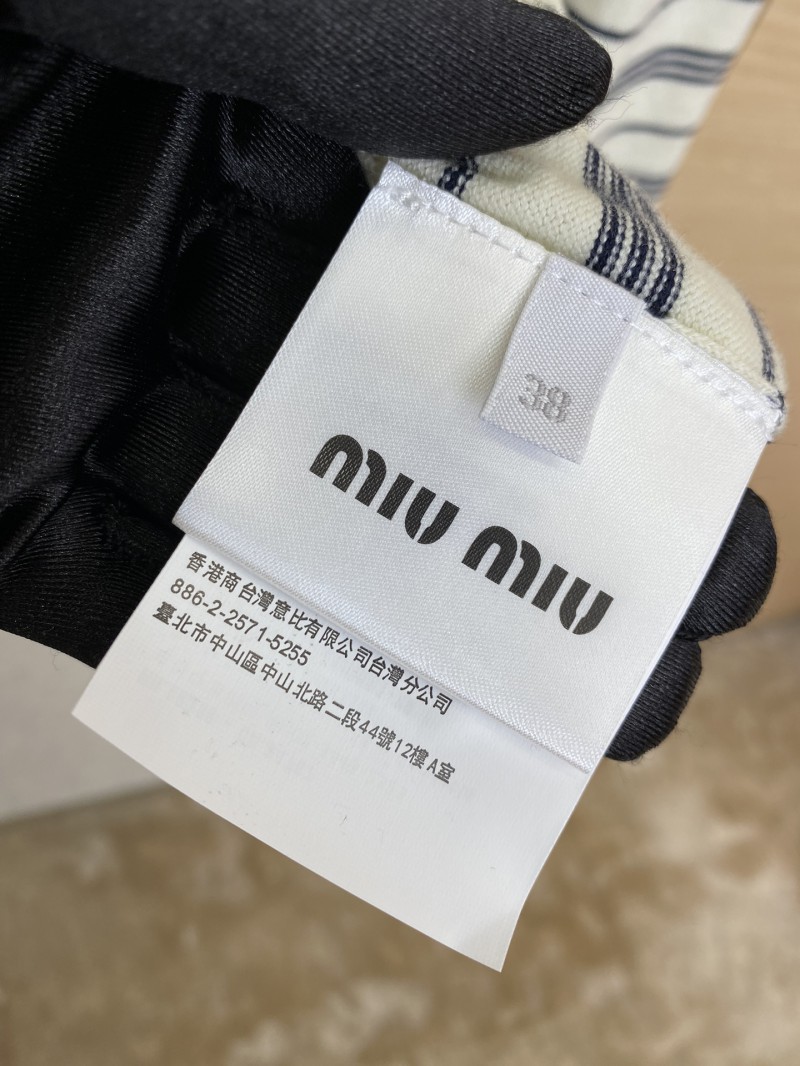 38
miu miu
香港商台灣意比有限公司台灣分公司
886-2-2571-5255
臺北市中山區中山北路二段44號12樓A室